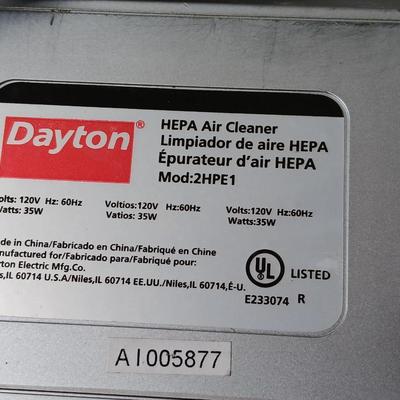 Dayton®
HEPA Air Cleaner
Limpiador de aire HEPA
Épurateur d'air HEPA
Mod:2HPE1
120V Hz: 60Hz Voltios:120V Hz:60Hz Voltios:120V Hz:60Hz
35W Vatios: 35W Watts:35W
in China/Fabricado en China/Fabriqué en Chine
for/Fabricado para/Fabriqué pour:
Electric Mfg.Co.
IL 60714 U.S.A/Niles,IL 60714 EE.UU./Niles,IL 60714,É-U.
UL LISTED
E233074 R
AI005877